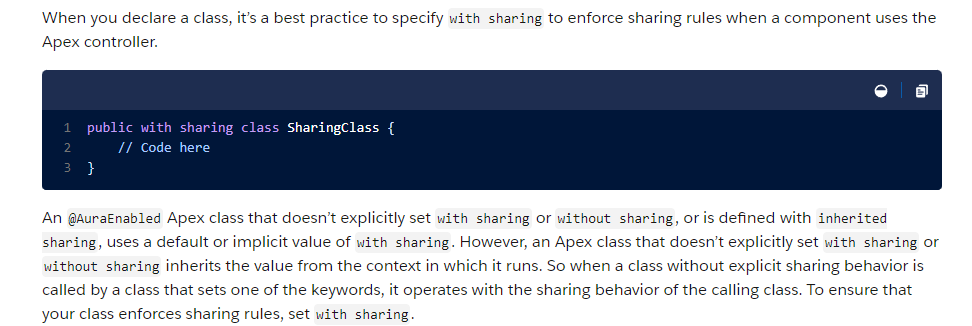 When you declare a class, it’s a best practice to specify with sharing to enforce sharing rules when a component uses the
Apex controller.
1 public with sharing class SharingClass {
2     // Code here
3 }
An @AuraEnabled Apex class that doesn’t explicitly set with sharing or without sharing, or is defined with inherited
sharing, uses a default or implicit value of with sharing. However, an Apex class that doesn’t explicitly set with sharing or
without sharing inherits the value from the context in which it runs. So when a class without explicit sharing behavior is
called by a class that sets one of the keywords, it operates with the sharing behavior of the calling class. To ensure that
your class enforces sharing rules, set with sharing.